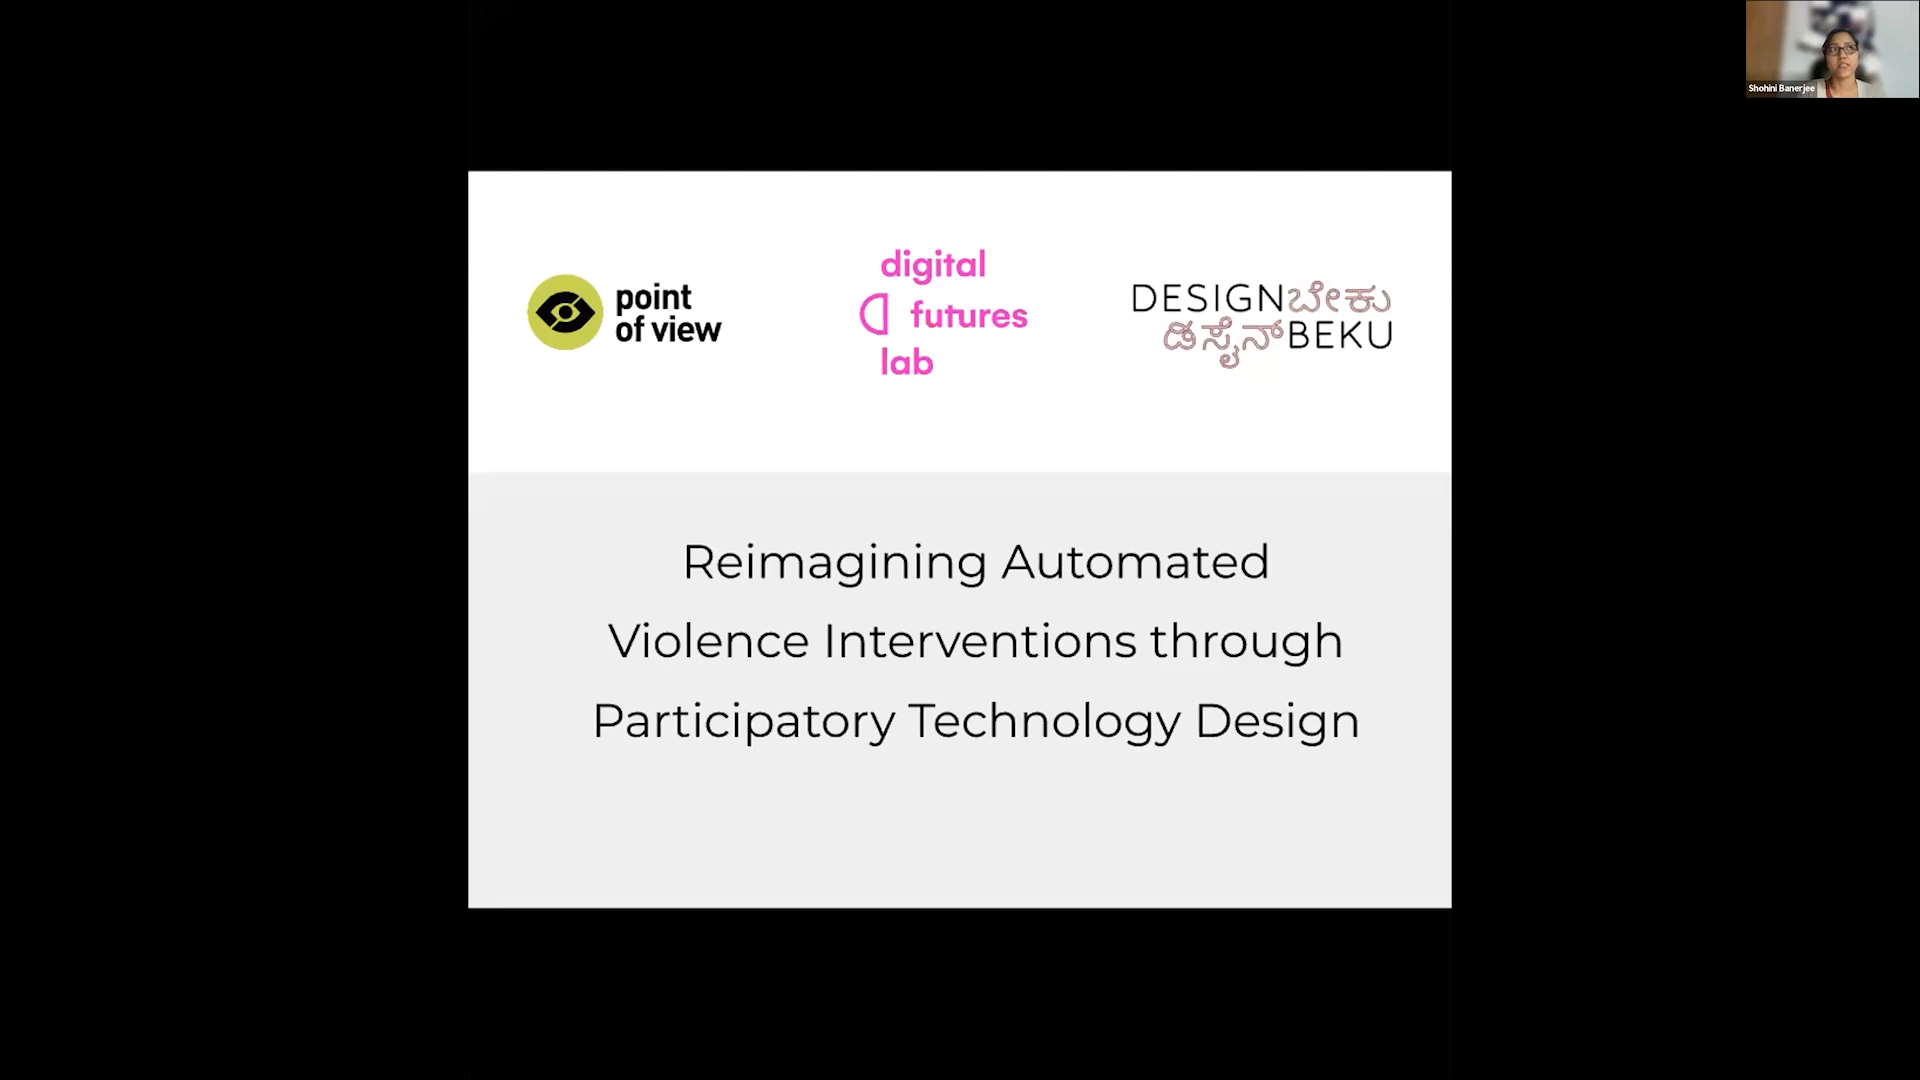 Shohini Banerjee
point
of view
digital
futures
lab
DESIGNಬೇಕು
ಡಿಸೈನ್BEKU
Reimagining Automated
Violence Interventions through
Participatory Technology Design